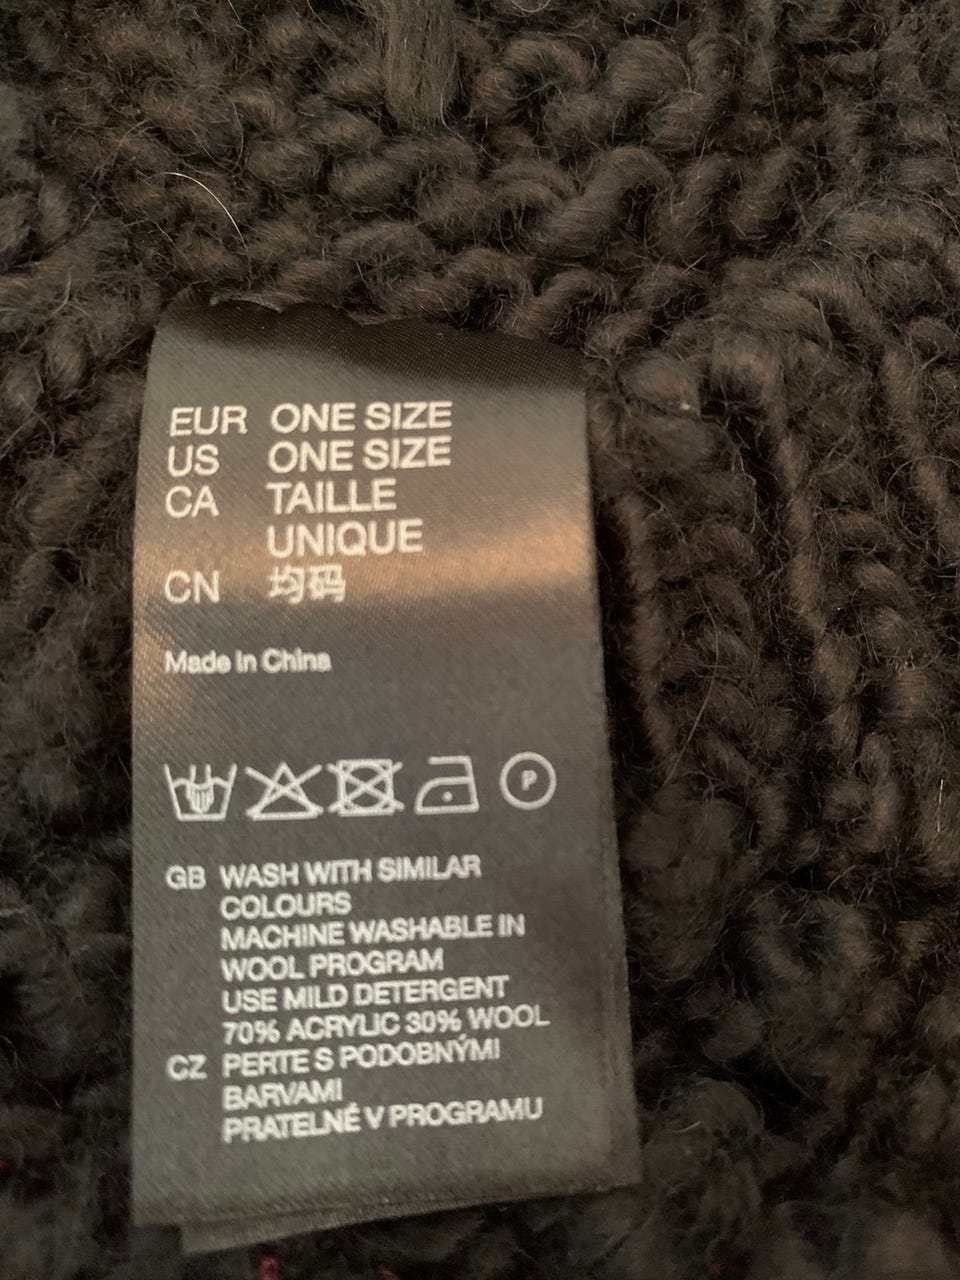 EUR ONE SIZE
US ONE SIZE
CA TAILLE
UNIQUE
CN 均码
Made in China
P
GB WASH WITH SIMILAR
COLOURS
MACHINE WASHABLE IN
WOOL PROGRAM
USE MILD DETERGENT
70% ACRYLIC 30% WOOL
CZ PERTE S PODOBNÝMI
BARVAMI
PRATELNÉ V PROGRAMU